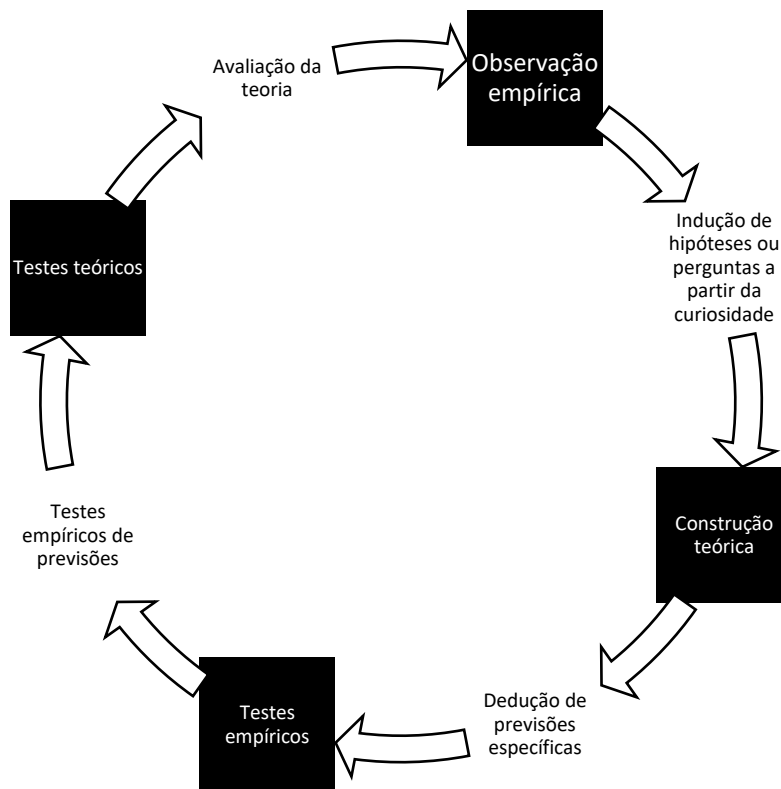 Observação
empírica
Indução de
hipóteses ou
perguntas a
partir da
curiosidade
Construção
teórica
Dedução de
previsões
específicas
Testes
empíricos
Testes
empíricos de
previsões
Testes teóricos
Avaliação da
teoria